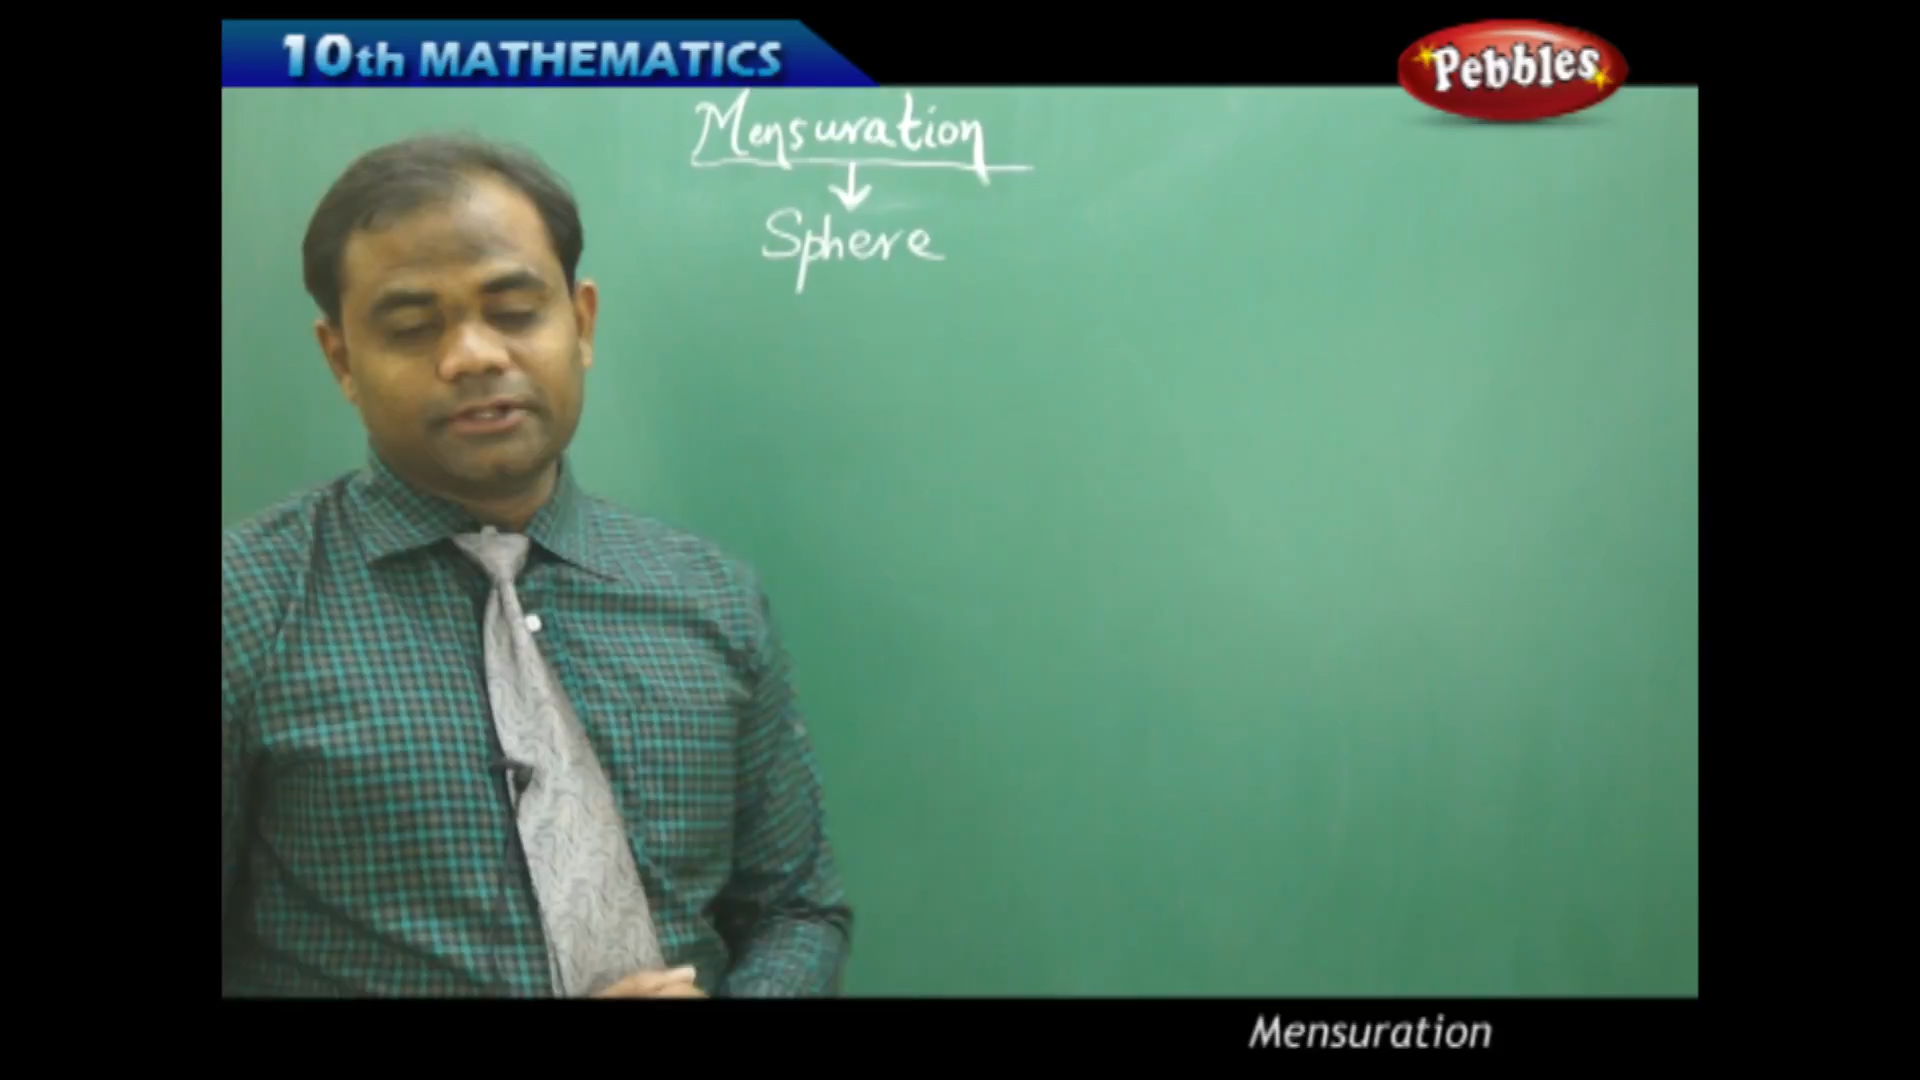 10th MATHEMATICS
Pebbles
Mensuration
Sphere
Mensuration